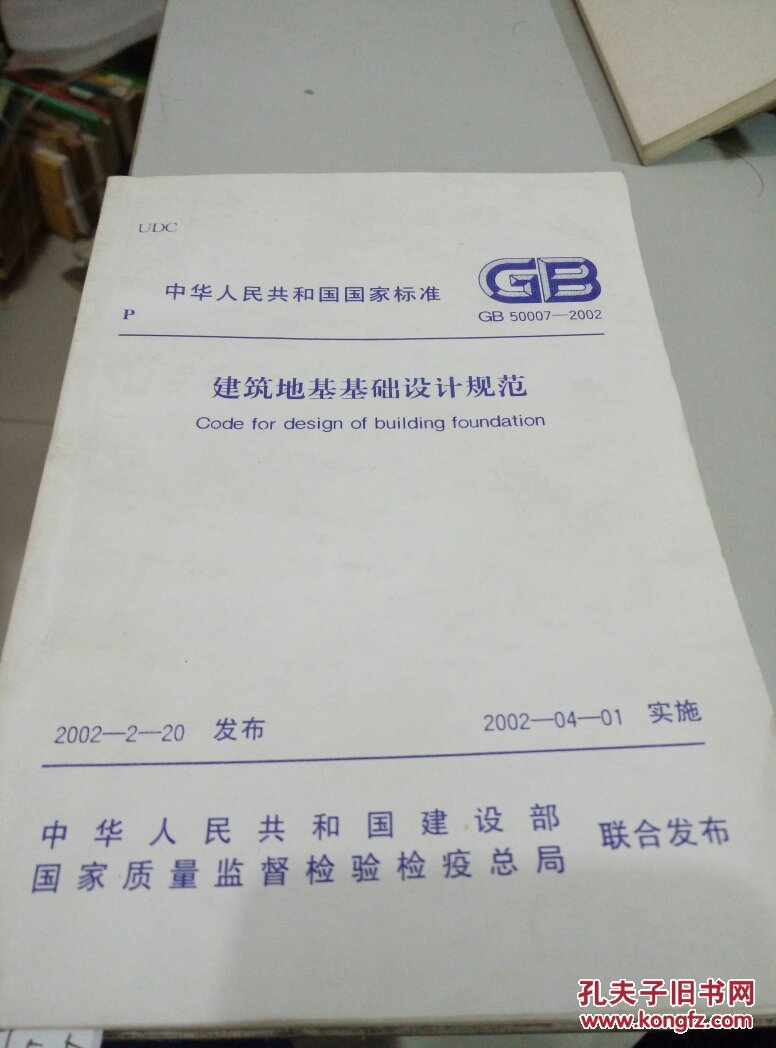 UDC
中华人民共和国国家标准
GB
P
GB 50007—2002
建筑地基基础设计规范
Code for design of building foundation
2002—2—20 发布
2002—04—01 实施
中华人民共和国建设部
国家质量监督检验检疫总局
联合发布
孔夫子旧书网
www.kongfz.com